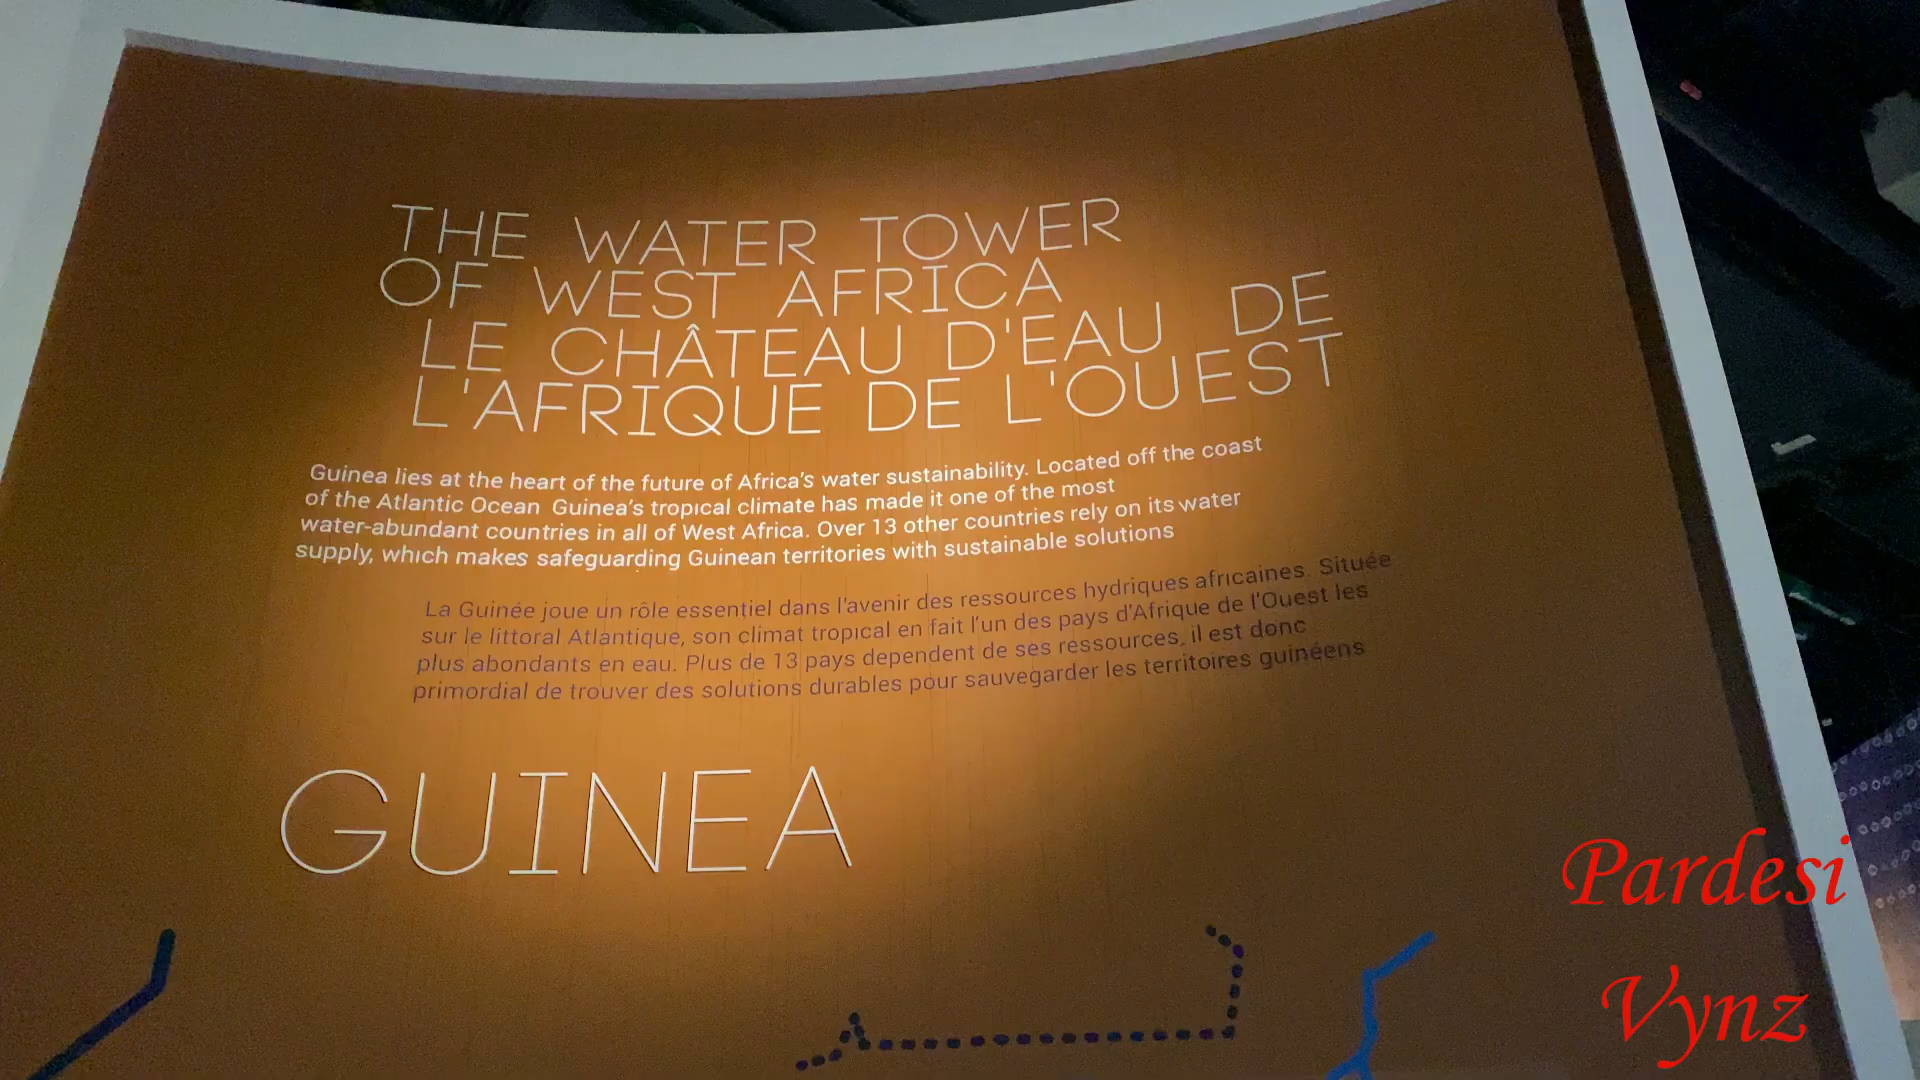 THE WATER TOWER
OF WEST AFRICA
LE CHÂTEAU D'EAU DE
L'AFRIQUE DE L'OUEST
Guinea lies at the heart of the future of Africa's water sustainability. Located off the coast
of the Atlantic Ocean Guinea's tropical climate has made it one of the most
water-abundant countries in all of West Africa. Over 13 other countries rely on its water
supply, which makes safeguarding Guinean territories with sustainable solutions
La Guinée joue un rôle essentiel dans l'avenir des ressources hydriques africaines. Située
sur le littoral Atlantique, son climat tropical en fait l'un des pays d'Afrique de l'Ouest les
plus abondants en eau. Plus de 13 pays dependent de ses ressources, il est donc
primordial de trouver des solutions durables pour sauvegarder les territoires guinéens
GUINEA
Pardesi
Vynz